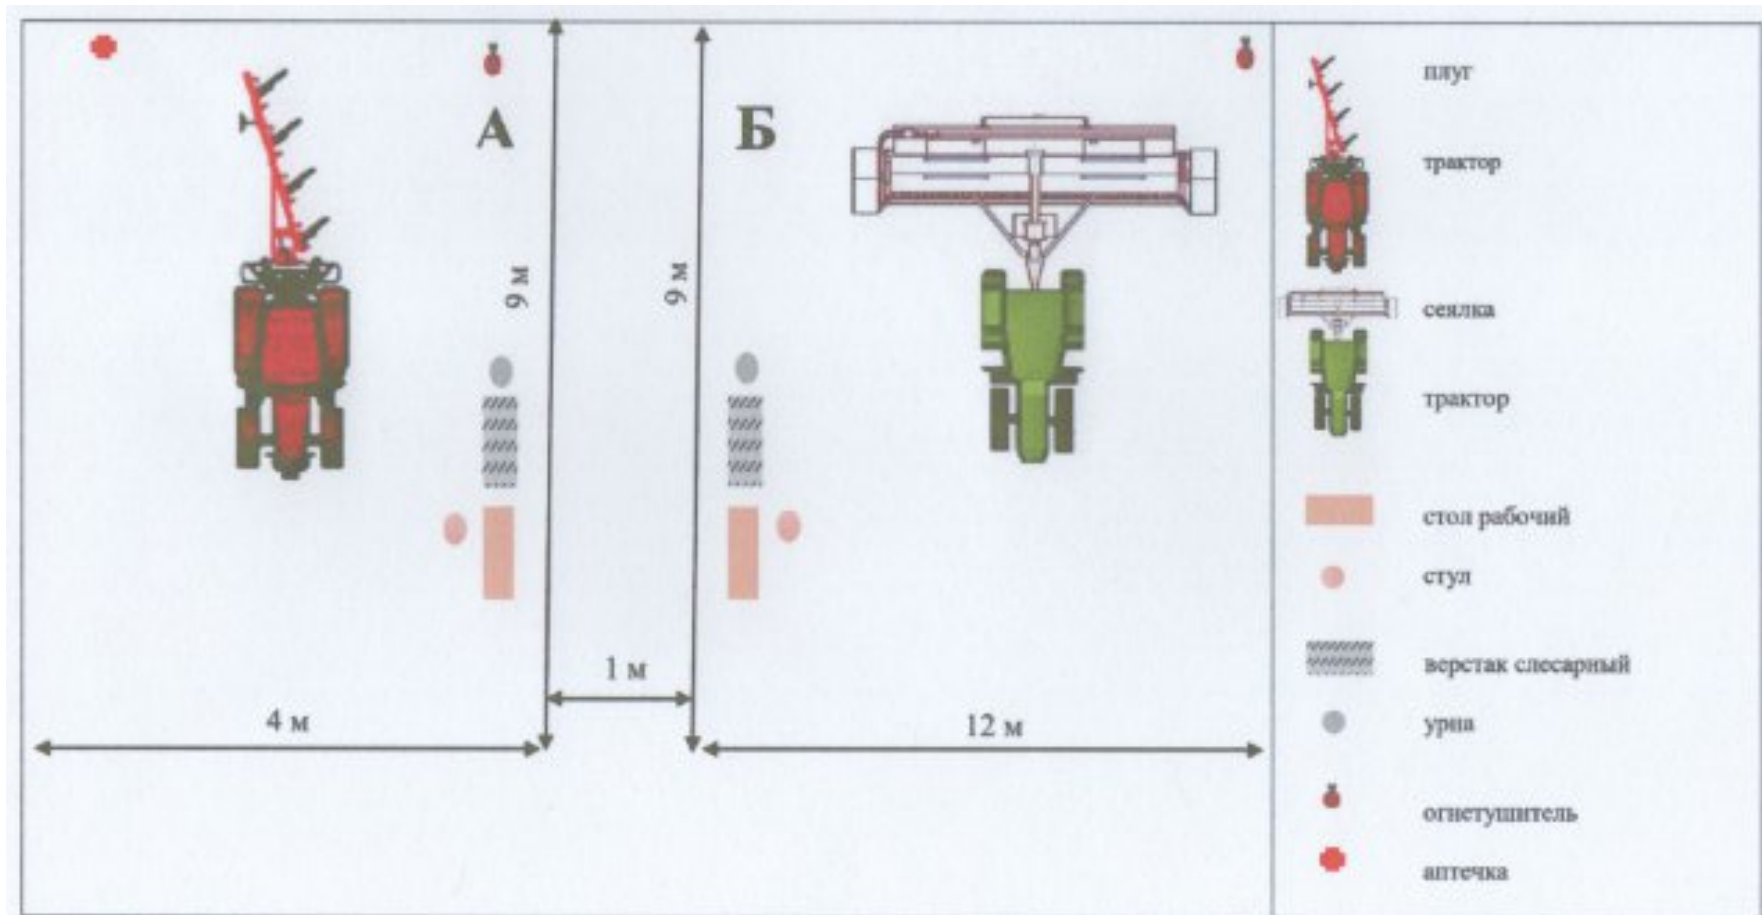 А
Б
9 м
9 м
1 м
4 м
12 м
плуг
трактор
сеялка
трактор
стол рабочий
стул
верстак слесарный
урна
огнетушитель
аптечка